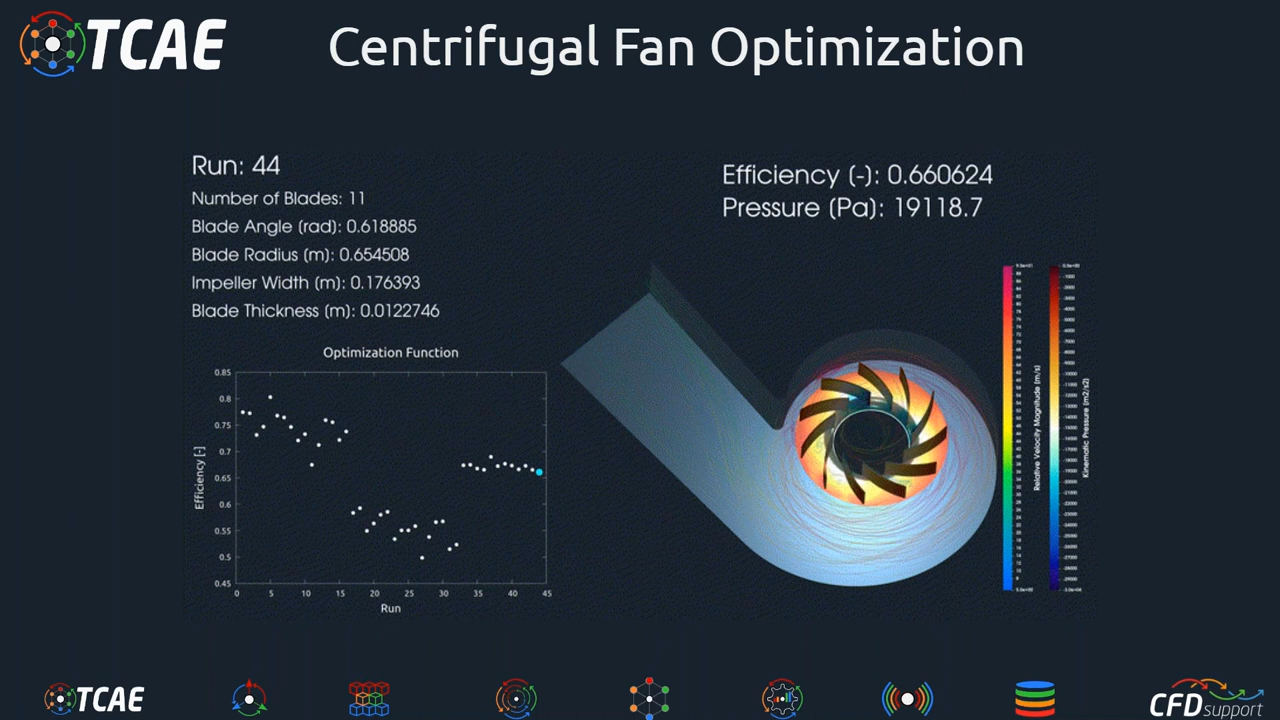 TCAE
Centrifugal Fan Optimization
Run: 44
Number of Blades: 11
Blade Angle (rad): 0.618885
Blade Radius (m): 0.654508
Impeller Width (m): 0.176393
Blade Thickness (m): 0.0122746
Efficiency (-): 0.660624
Pressure (Pa): 19118.7
Optimization Function
0.85
0.8
0.75
0.7
0.65
0.6
0.55
0.5
0.45
Efficiency [-]
0 5 10 15 20 25 30 35 40 45
Run
Relative Velocity Magnitude (m/s)
Kinematic Pressure (m2/s2)
TCAE
CFD support